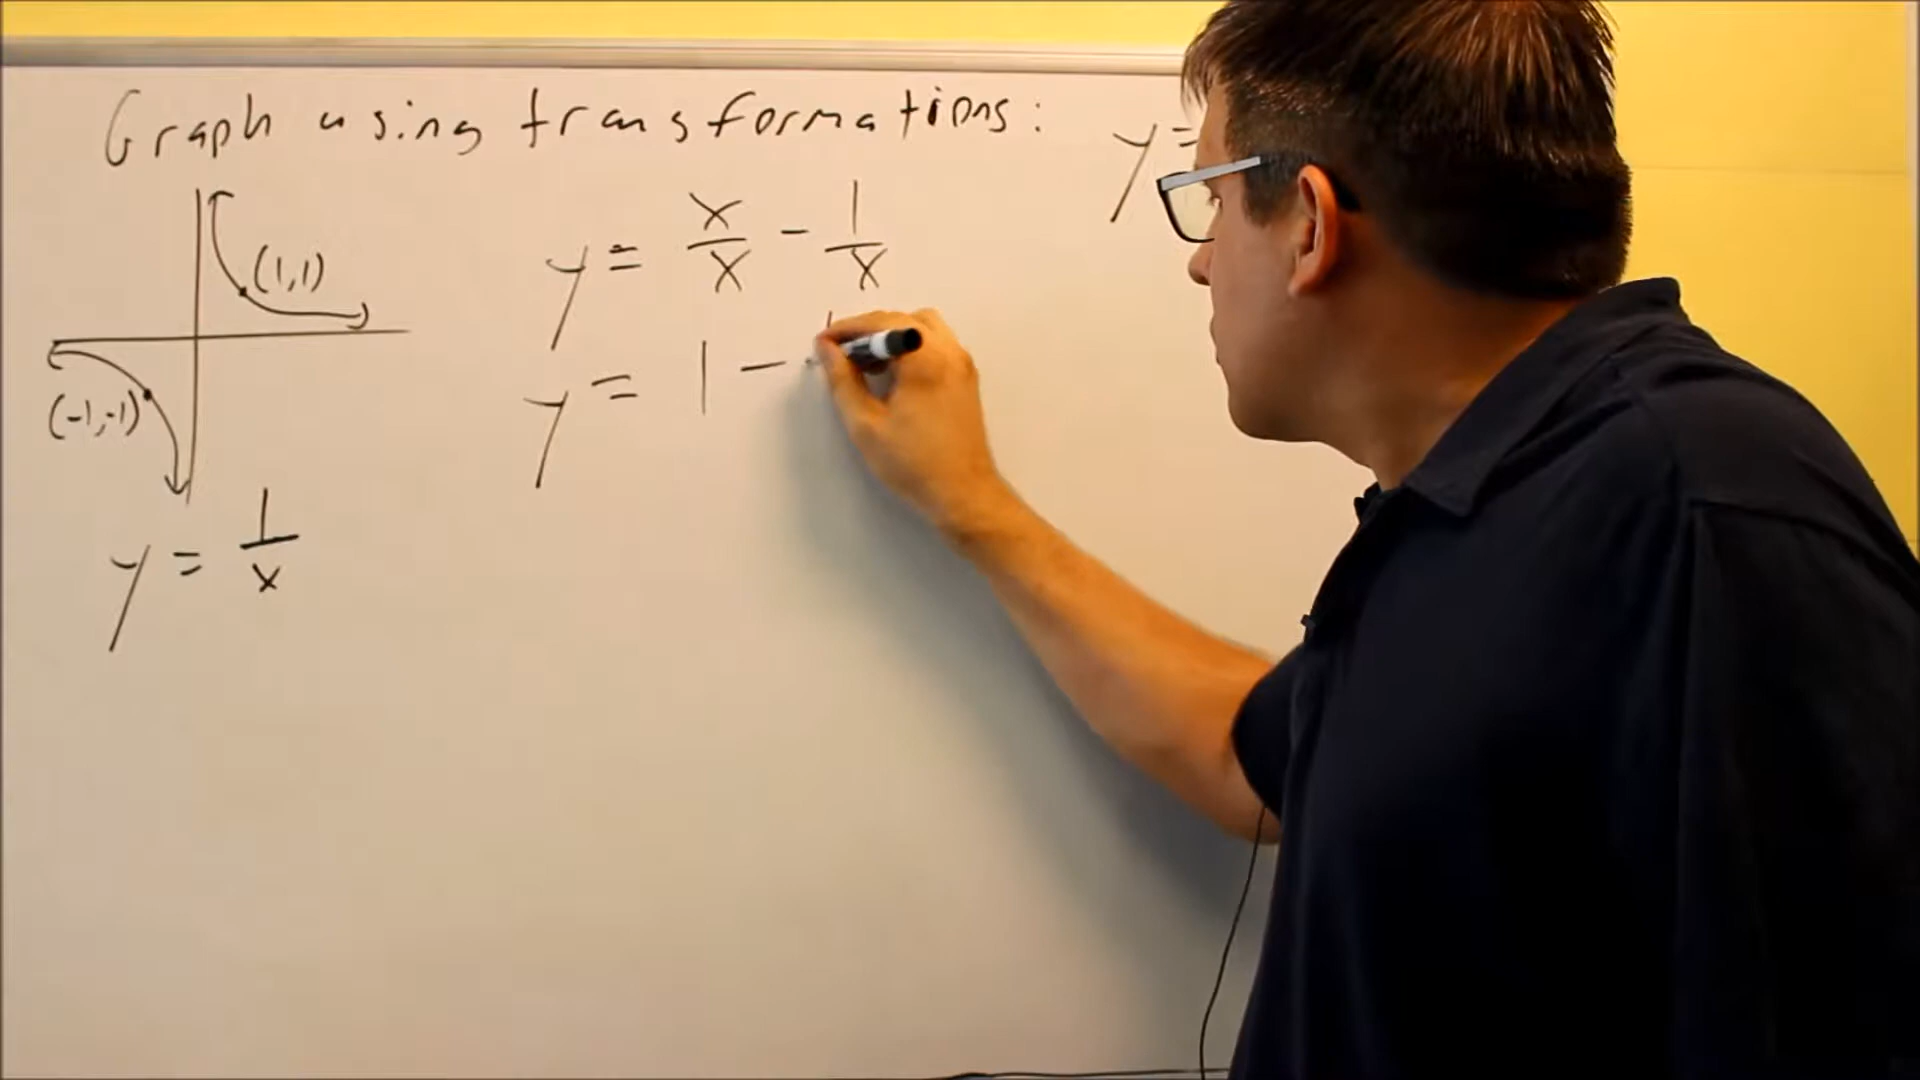 Graph using transformations: y =
(1,1)
(-1,-1)
y = 1/x
y = x/x - 1/x
y = 1 -